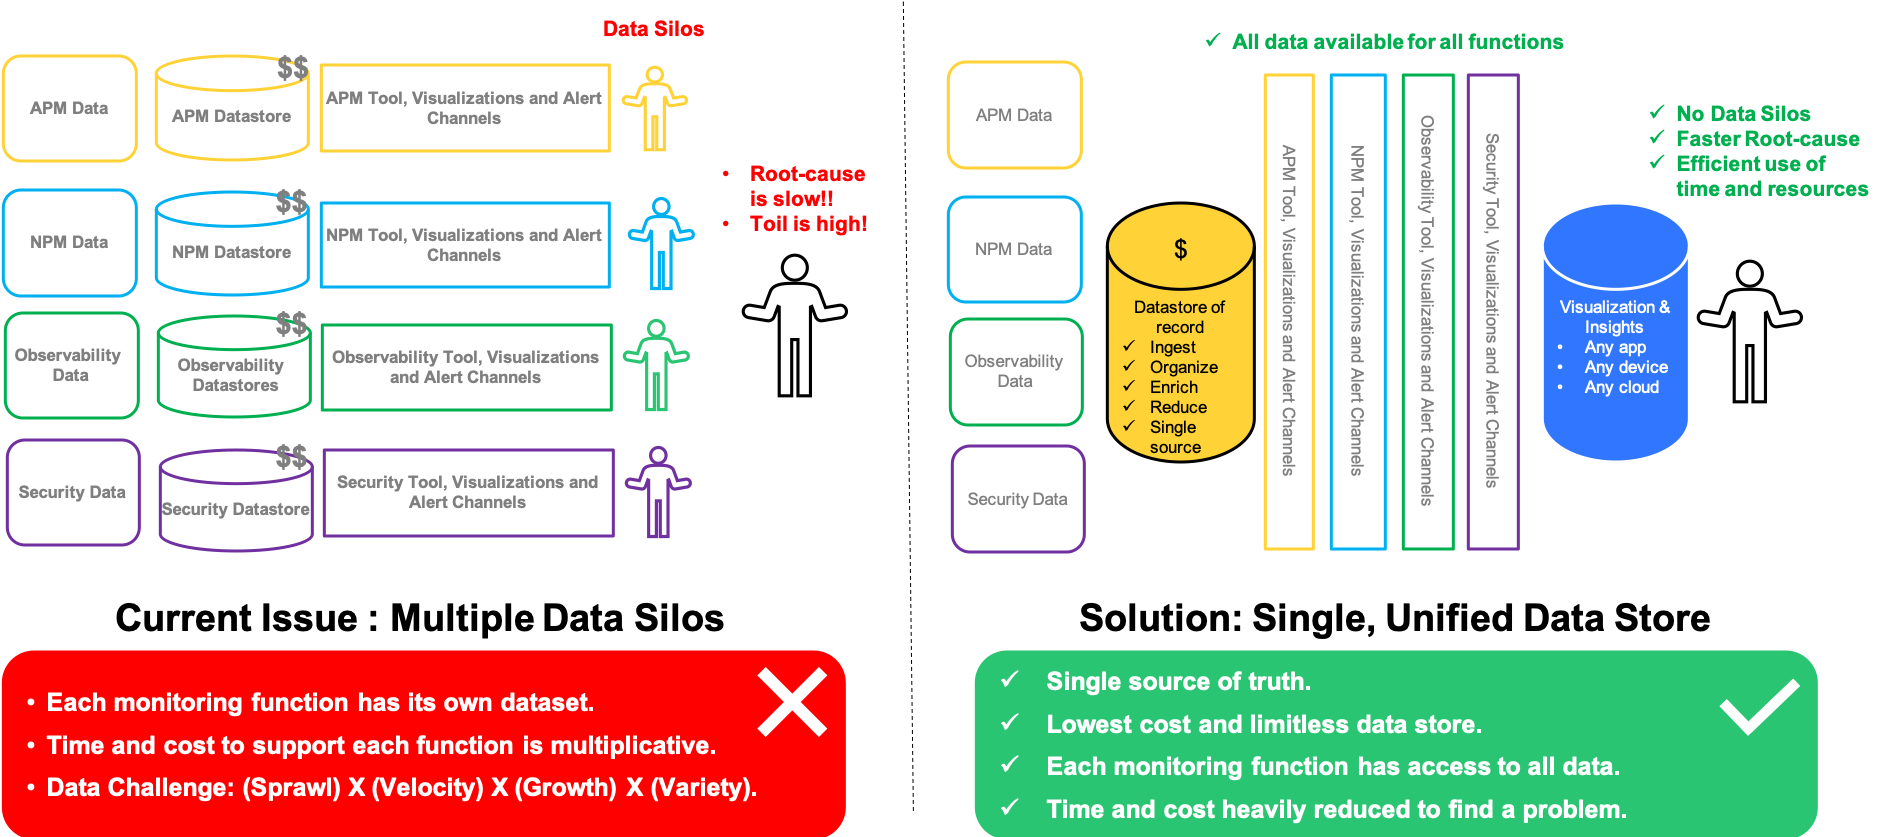 Data Silos
APM Data
$$
APM Datastore
APM Tool, Visualizations and Alert
Channels
NPM Data
$$
NPM Datastore
NPM Tool, Visualizations and Alert
Channels
Observability
Data
$$
Observability
Datastores
Observability Tool, Visualizations
and Alert Channels
Security Data
$$
Security Datastore
Security Tool, Visualizations and
Alert Channels
• Root-cause
is slow!!
• Toil is high!
Current Issue : Multiple Data Silos
• Each monitoring function has its own dataset.
• Time and cost to support each function is multiplicative.
• Data Challenge: (Sprawl) X (Velocity) X (Growth) X (Variety).
✓ All data available for all functions
APM Data
NPM Data
Observability
Data
Security Data
$
Datastore of
record
✓ Ingest
✓ Organize
✓ Enrich
✓ Reduce
✓ Single
source
APM Tool, Visualizations and Alert Channels
NPM Tool, Visualizations and Alert Channels
Observability Tool, Visualizations and Alert Channels
Security Tool, Visualizations and Alert Channels
✓ No Data Silos
✓ Faster Root-cause
✓ Efficient use of
time and resources
Visualization &
Insights
• Any app
• Any device
• Any cloud
Solution: Single, Unified Data Store
✓ Single source of truth.
✓ Lowest cost and limitless data store.
✓ Each monitoring function has access to all data.
✓ Time and cost heavily reduced to find a problem.